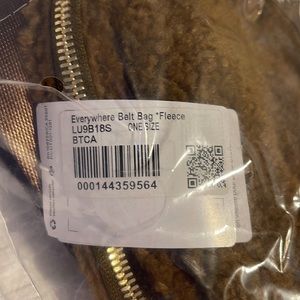 Everywhere Belt Bag *Fleece
LU9B18S ONE SIZE
BTCA
000144359564